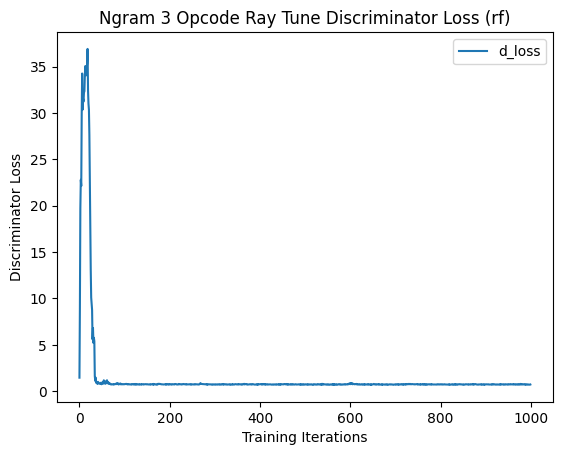 Ngram 3 Opcode Ray Tune Discriminator Loss (rf)
d_loss
Discriminator Loss
35
30
25
20
15
10
5
0
0 200 400 600 800 1000
Training Iterations